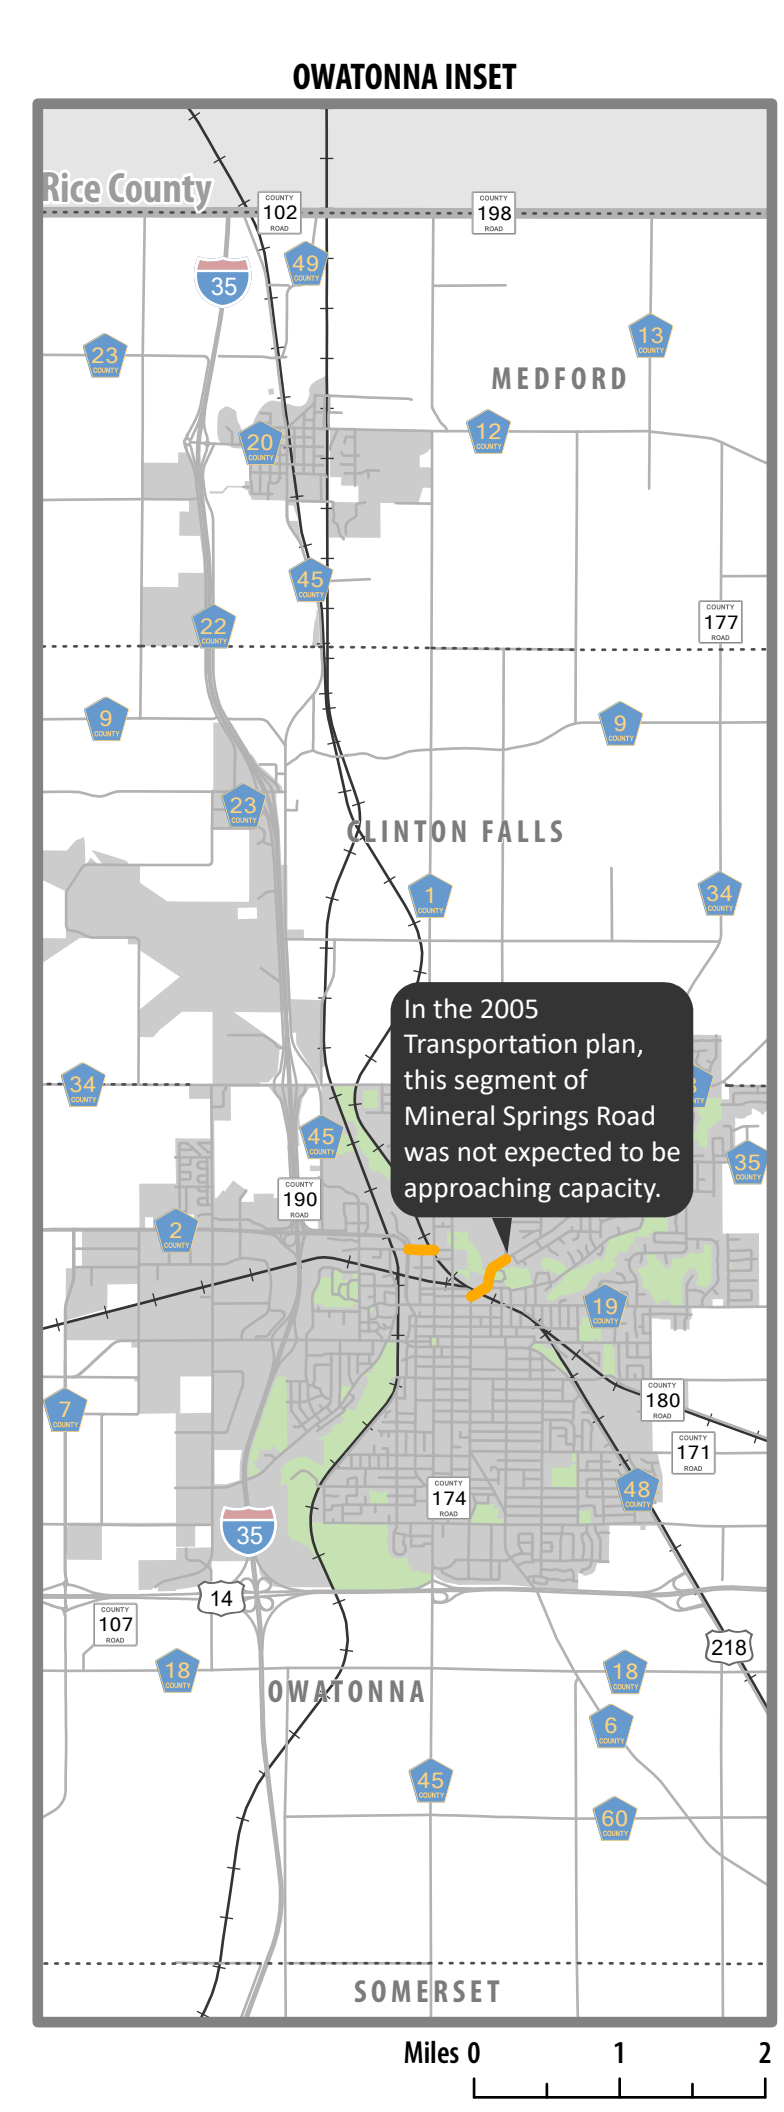 OWATONNA INSET
Rice County
COUNTY
102
ROAD
COUNTY
198
ROAD
49
COUNTY
35
13
COUNTY
23
COUNTY
MEDFORD
20
COUNTY
12
COUNTY
45
COUNTY
22
COUNTY
COUNTY
177
ROAD
9
COUNTY
9
COUNTY
23
COUNTY
CLINTON FALLS
1
COUNTY
34
COUNTY
In the 2005
Transportation plan,
this segment of
Mineral Springs Road
was not expected to be
approaching capacity.
34
COUNTY
45
COUNTY
35
COUNTY
COUNTY
190
ROAD
2
COUNTY
19
COUNTY
7
COUNTY
COUNTY
180
ROAD
COUNTY
171
ROAD
COUNTY
174
ROAD
48
COUNTY
35
14
COUNTY
107
ROAD
218
18
COUNTY
18
COUNTY
OWATONNA
6
COUNTY
45
COUNTY
60
COUNTY
SOMERSET
Miles 0 1 2